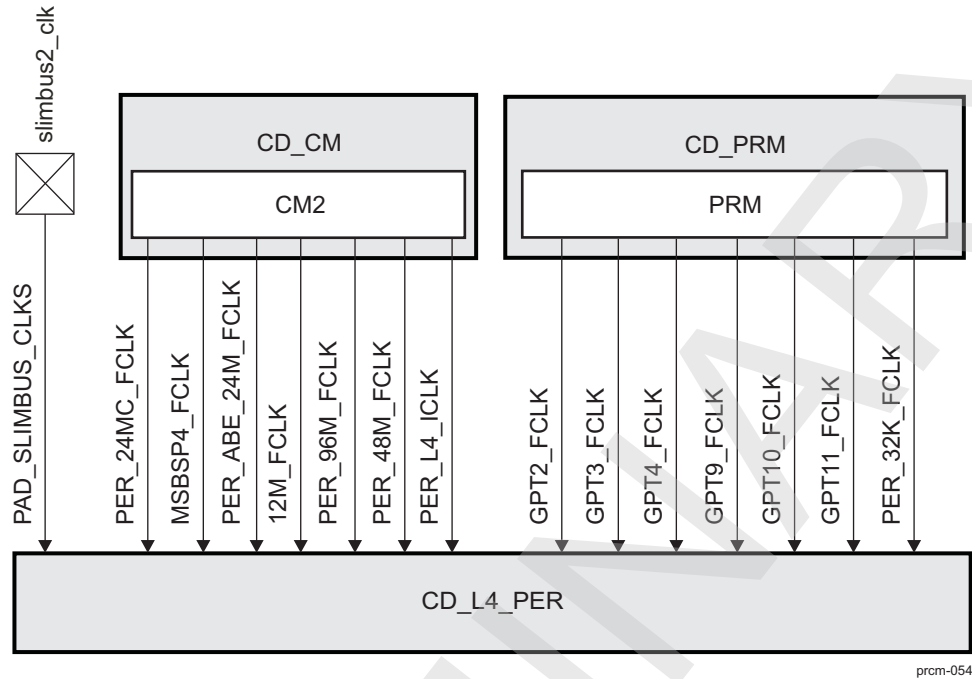 slimbus2_clk
CD_CM
CD_PRM
CM2
PRM
PAD_SLIMBUS_CLKS
PER_24MC_FCLK
MSBSP4_FCLK
PER_ABE_24M_FCLK
12M_FCLK
PER_96M_FCLK
PER_48M_FCLK
PER_L4_ICLK
GPT2_FCLK
GPT3_FCLK
GPT4_FCLK
GPT9_FCLK
GPT10_FCLK
GPT11_FCLK
PER_32K_FCLK
CD_L4_PER
prcm-054